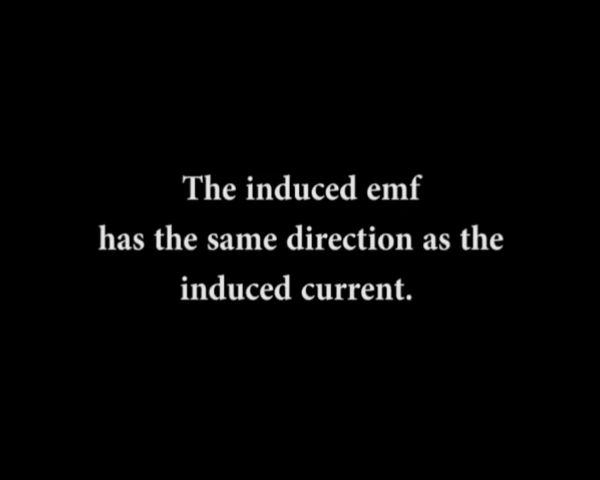 The induced emf
has the same direction as the
induced current.